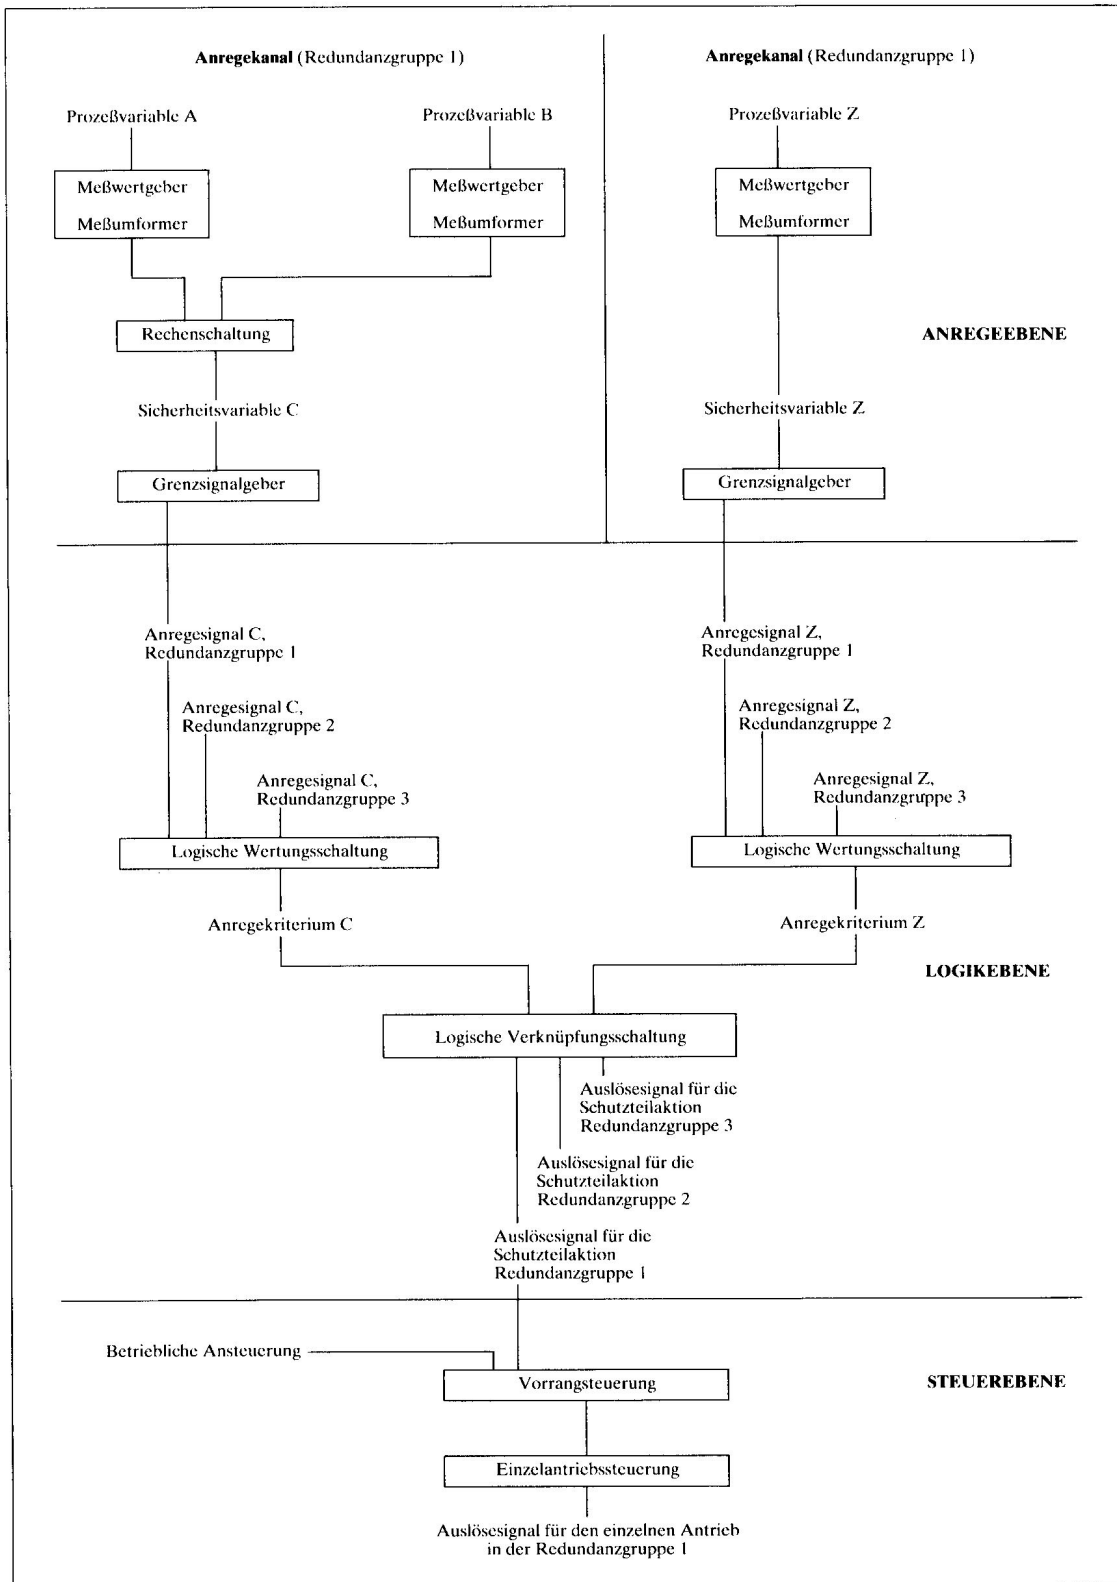 Anregekanal (Redundanzgruppe 1)
Anregekanal (Redundanzgruppe 1)
Prozeßvariable A
Prozeßvariable B
Prozeßvariable Z
Meßwertgeber
Meßumformer
Meßwertgeber
Meßumformer
Meßwertgeber
Meßumformer
Rechenschaltung
ANREGEEBENE
Sicherheitsvariable C
Sicherheitsvariable Z
Grenzsignalgeber
Grenzsignalgeber
Anregesignal C,
Redundanzgruppe 1
Anregesignal Z,
Redundanzgruppe 1
Anregesignal C,
Redundanzgruppe 2
Anregesignal Z,
Redundanzgruppe 2
Anregesignal C,
Redundanzgruppe 3
Anregesignal Z,
Redundanzgruppe 3
Logische Wertungsschaltung
Logische Wertungsschaltung
Anregekriterium C
Anregekriterium Z
LOGIKEBENE
Logische Verknüpfungsschaltung
Auslösesignal für die
Schutzteilaktion
Redundanzgruppe 3
Auslösesignal für die
Schutzteilaktion
Redundanzgruppe 2
Auslösesignal für die
Schutzteilaktion
Redundanzgruppe 1
Betriebliche Ansteuerung
Vorrangsteuerung
STEUEREBENE
Einzelantriebssteuerung
Auslösesignal für den einzelnen Antrieb
in der Redundanzgruppe 1